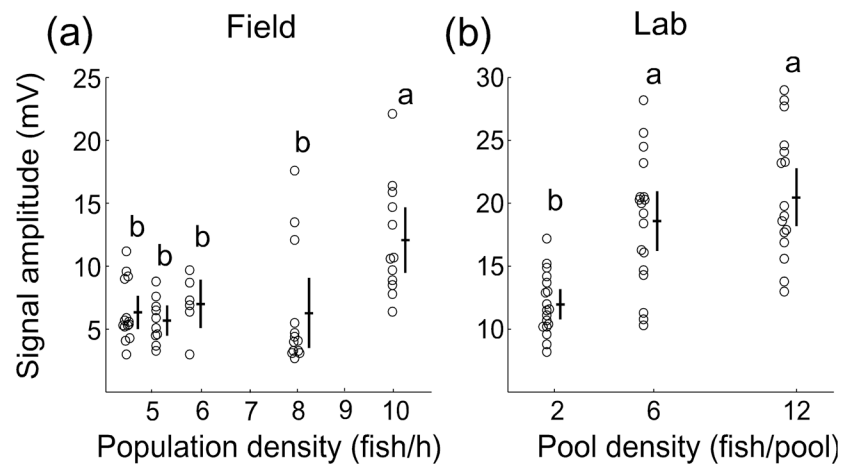 (a) Field
Signal amplitude (mV)
25
20
15
10
5
b
b
b
b
a
5 6 7 8 9 10
Population density (fish/h)
(b) Lab
30
25
20
15
10
b
a
a
2 6 12
Pool density (fish/pool)